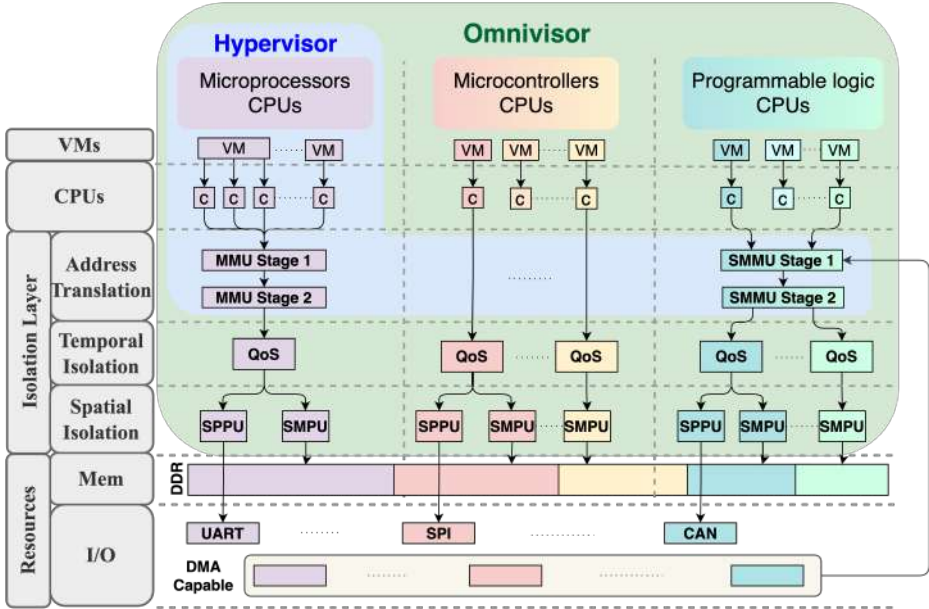 Omnivisor
Hypervisor
Microprocessors
CPUs
Microcontrollers
CPUs
Programmable logic
CPUs
VMs
VM VM VM VM VM VM VM VM
CPUs
C C C C C C C C C C
Isolation Layer
Address
Translation
MMU Stage 1
SMMU Stage 1
MMU Stage 2
SMMU Stage 2
Temporal
Isolation
QoS QoS QoS QoS QoS
Spatial
Isolation
SPPU SMPU SPPU SMPU SMPU SPPU SMPU SMPU
Resources
Mem
DDR
I/O
UART SPI CAN
DMA
Capable